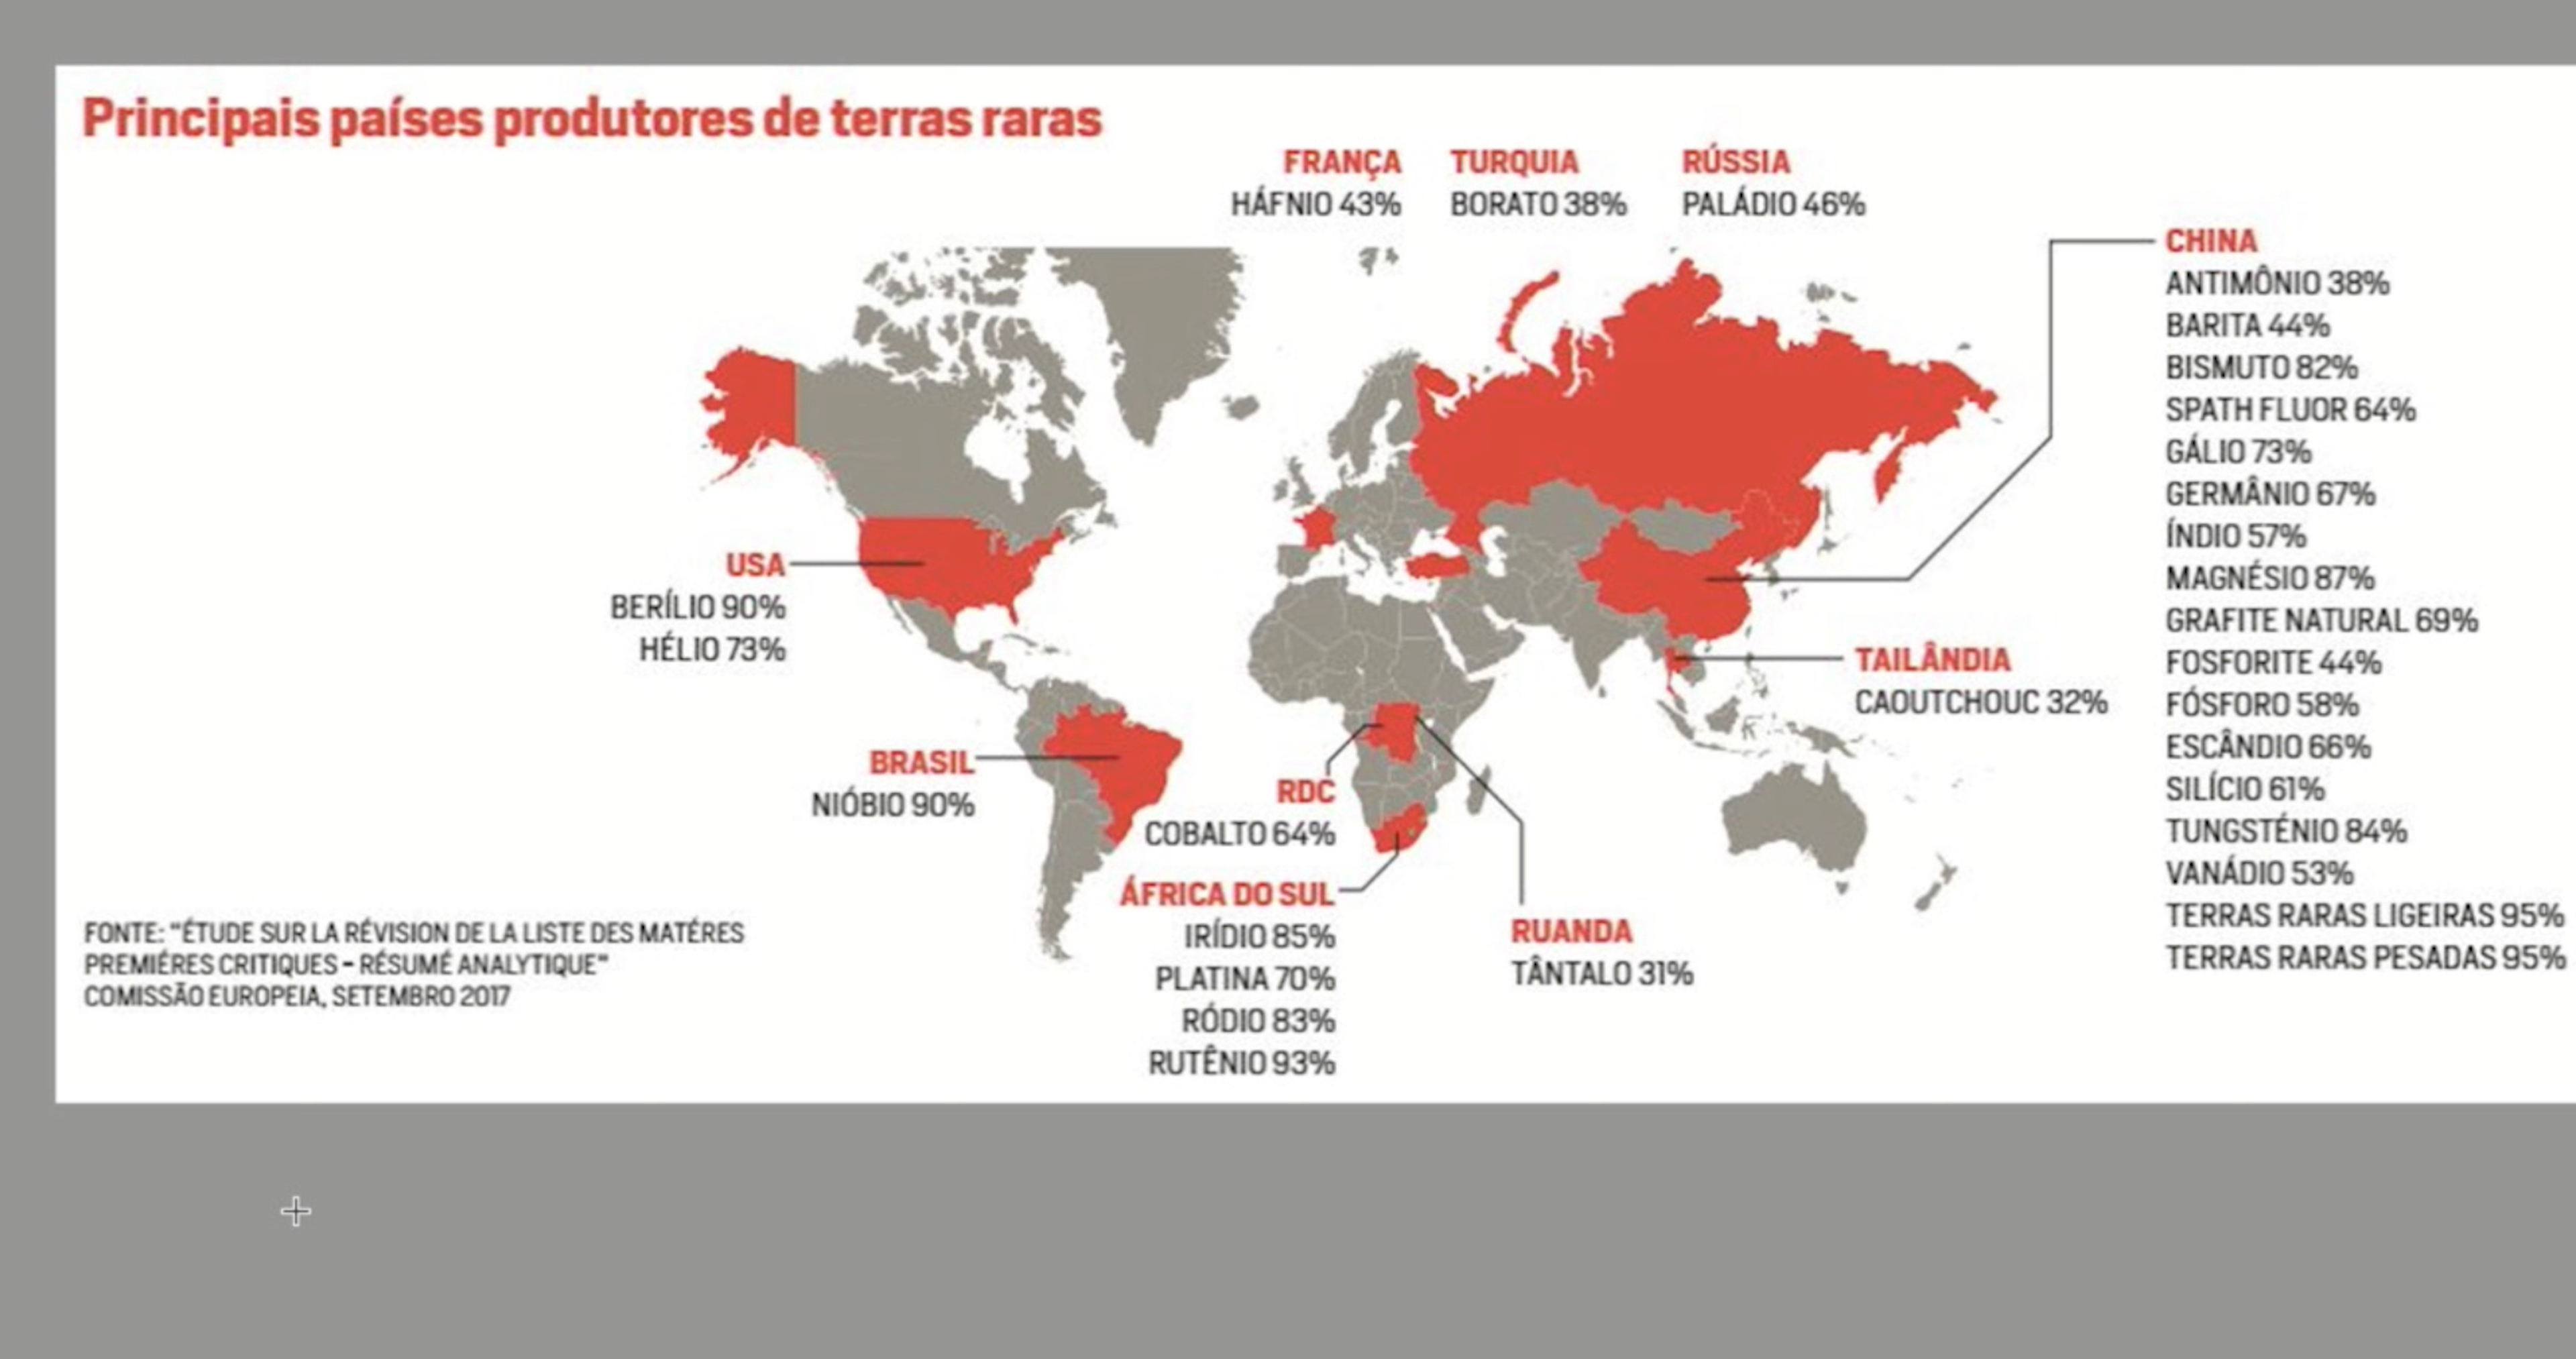 Principais países produtores de terras raras
FRANÇA
HÁFNIO 43%
TURQUIA
BORATO 38%
RÚSSIA
PALÁDIO 46%
CHINA
ANTIMÔNIO 38%
BARITA 44%
BISMUTO 82%
SPATH FLUOR 64%
GÁLIO 73%
GERMÂNIO 67%
ÍNDIO 57%
MAGNÉSIO 87%
GRAFITE NATURAL 69%
FOSFORITE 44%
FÓSFORO 58%
ESCÂNDIO 66%
SILÍCIO 61%
TUNGSTÉNIO 84%
VANÁDIO 53%
TERRAS RARAS LIGEIRAS 95%
TERRAS RARAS PESADAS 95%
USA
BERÍLIO 90%
HÉLIO 73%
TAILÂNDIA
CAOUTCHOUC 32%
BRASIL
NIÓBIO 90%
RDC
COBALTO 64%
ÁFRICA DO SUL
IRÍDIO 85%
PLATINA 70%
RÓDIO 83%
RUTÊNIO 93%
RUANDA
TÂNTALO 31%
FONTE: "ÉTUDE SUR LA RÉVISION DE LA LISTE DES MATÉRES
PREMIÉRES CRITIQUES – RÉSUMÉ ANALYTIQUE"
COMISSÃO EUROPEIA, SETEMBRO 2017